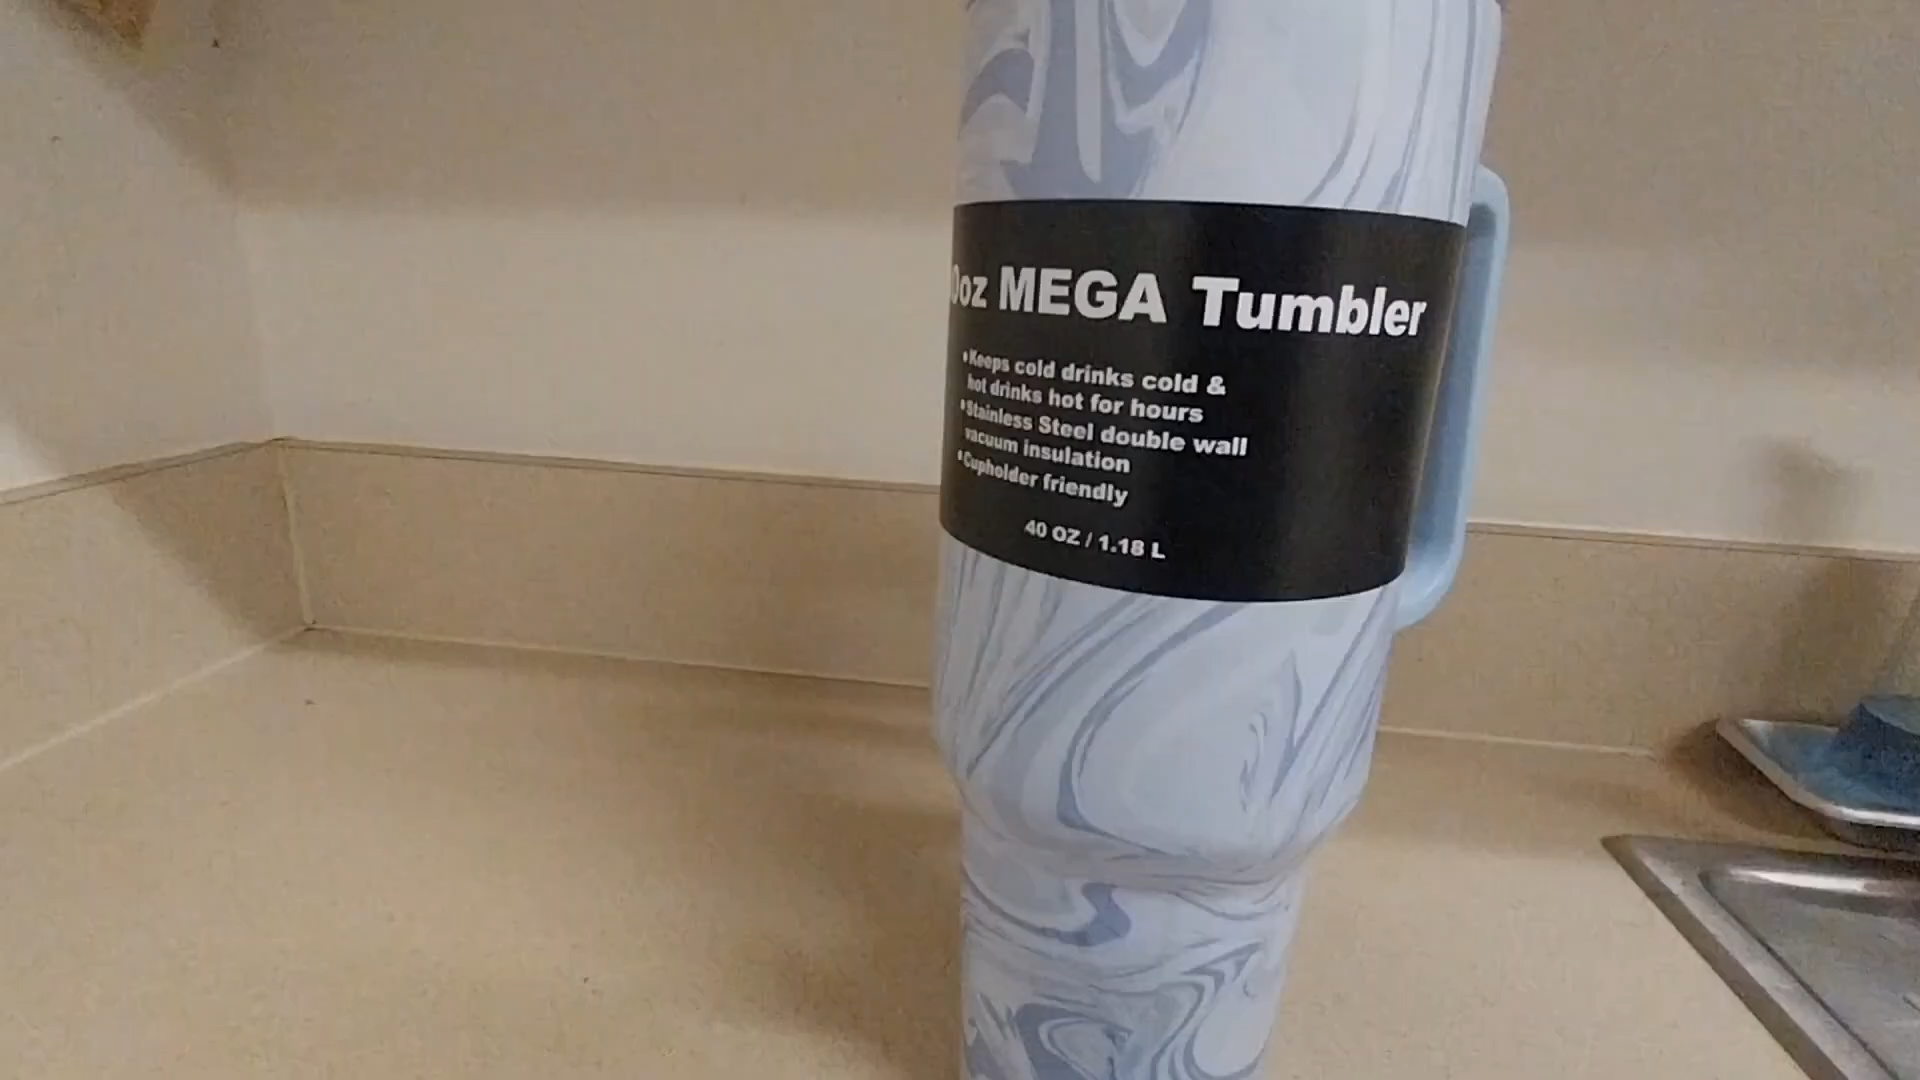 0oz MEGA Tumbler
•Keeps cold drinks cold &
hot drinks hot for hours
•Stainless Steel double wall
vacuum insulation
•Cupholder friendly
40 OZ / 1.18 L